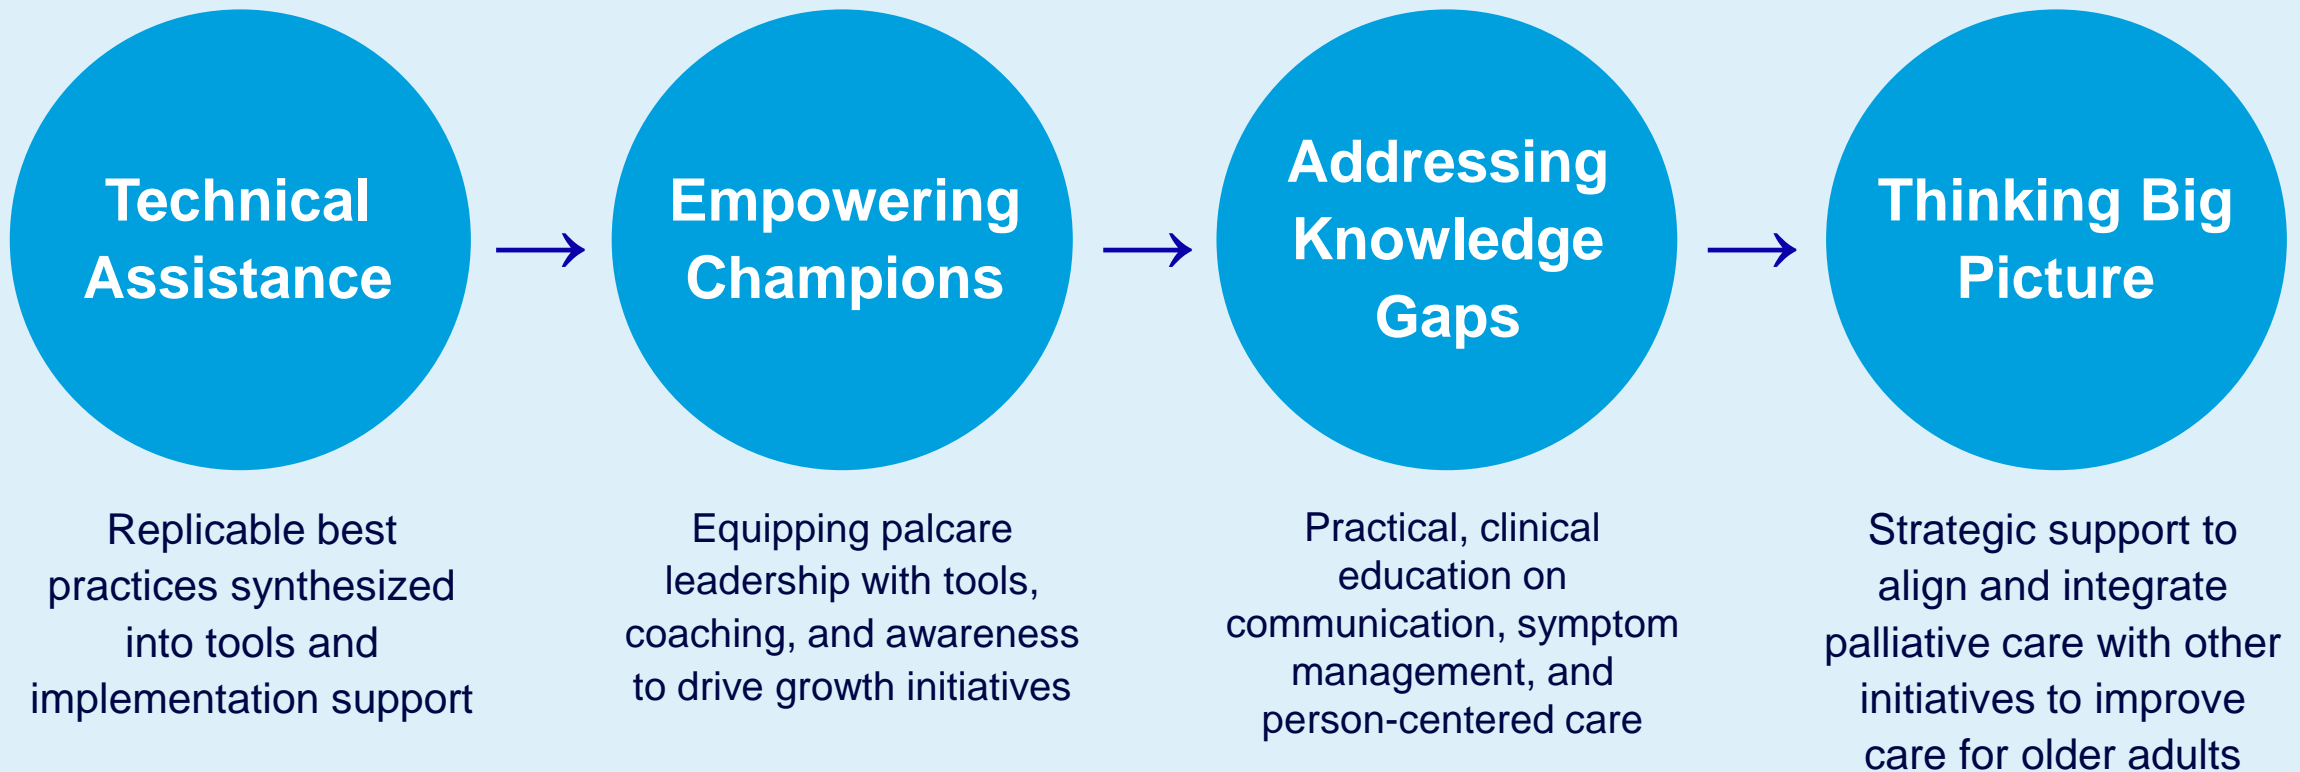 Technical
Assistance
→
Empowering
Champions
→
Addressing
Knowledge
Gaps
→
Thinking Big
Picture
Replicable best
practices synthesized
into tools and
implementation support
Equipping palcare
leadership with tools,
coaching, and awareness
to drive growth initiatives
Practical, clinical
education on
communication, symptom
management, and
person-centered care
Strategic support to
align and integrate
palliative care with other
initiatives to improve
care for older adults